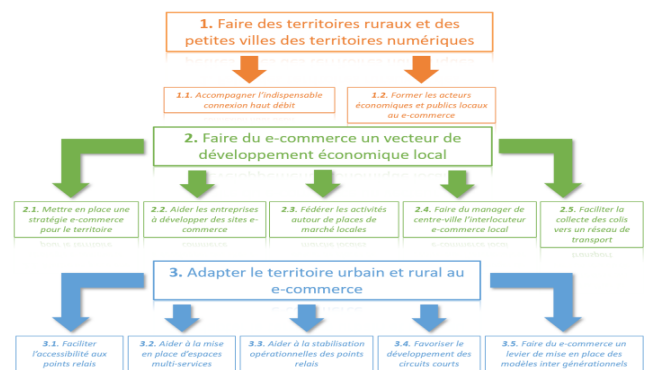 1. Faire des territoires ruraux et des
petites villes des territoires numériques
1.1. Accompagner l'indispensable
connexion haut débit
1.2. Former les acteurs
économiques et publics locaux
au e-commerce
2. Faire du e-commerce un vecteur de
développement économique local
2.1. Mettre en place une
stratégie e-commerce
pour le territoire
2.2. Aider les entreprises
à développer des sites e-
commerce
2.3. Fédérer les activités
autour de places de
marché locales
2.4. Faire du manager de
centre-ville l'interlocuteur
e-commerce local
2.5. Faciliter la
collecte des colis
vers un réseau de
transport
3. Adapter le territoire urbain et rural au
e-commerce
3.1. Faciliter
l'accessibilité aux
points relais
3.2. Aider à la mise
en place d'espaces
multi-services
3.3. Aider à la stabilisation
opérationnelles des points
relais
3.4. Favoriser le
développement des
circuits courts
3.5. Faire du e-commerce un
levier de mise en place des
modèles inter générationnels